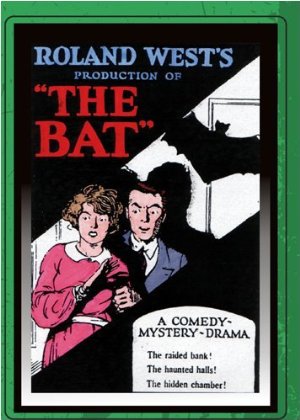 ROLAND WEST'S
PRODUCTION OF
"THE
BAT"
A COMEDY-
MYSTERY-DRAMA
The raided bank!
The haunted halls!
The hidden chamber!